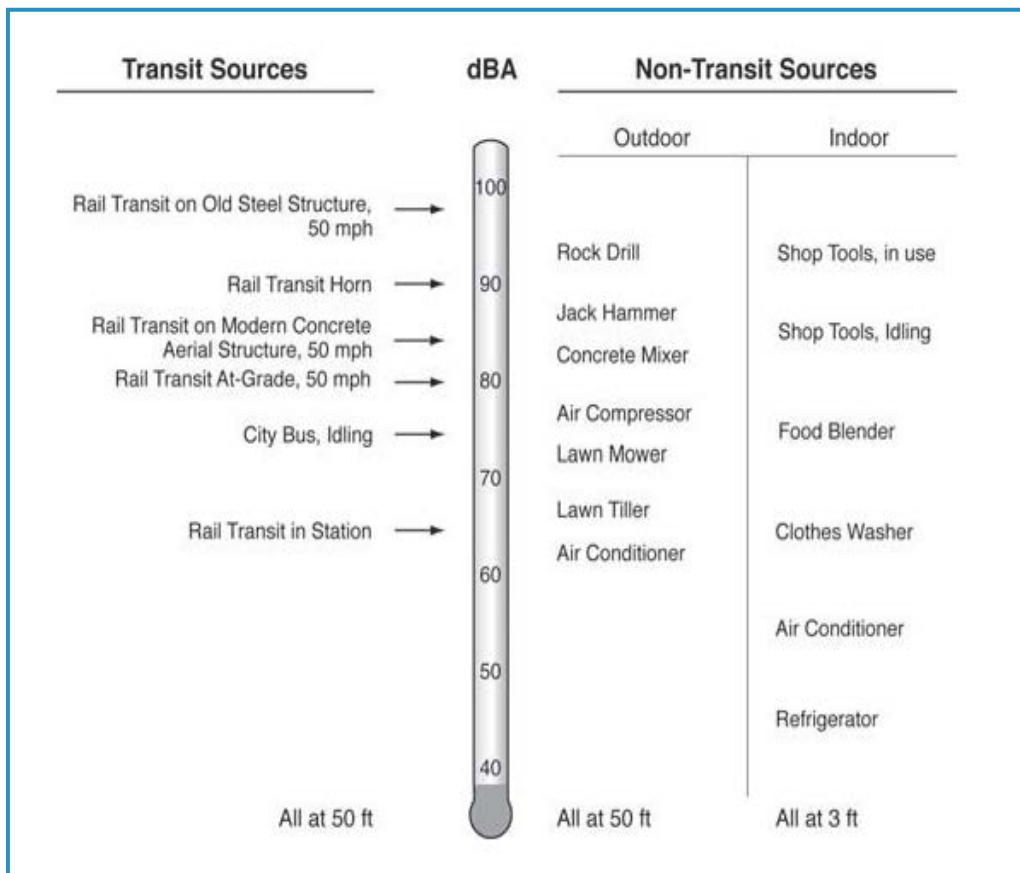 Transit Sources
dBA
Non-Transit Sources
Outdoor
Indoor
Rail Transit on Old Steel Structure,
50 mph
Rail Transit Horn
Rail Transit on Modern Concrete
Aerial Structure, 50 mph
Rail Transit At-Grade, 50 mph
City Bus, Idling
Rail Transit in Station
All at 50 ft
100
90
80
70
60
50
40
Rock Drill
Jack Hammer
Concrete Mixer
Air Compressor
Lawn Mower
Lawn Tiller
Air Conditioner
All at 50 ft
Shop Tools, in use
Shop Tools, Idling
Food Blender
Clothes Washer
Air Conditioner
Refrigerator
All at 3 ft